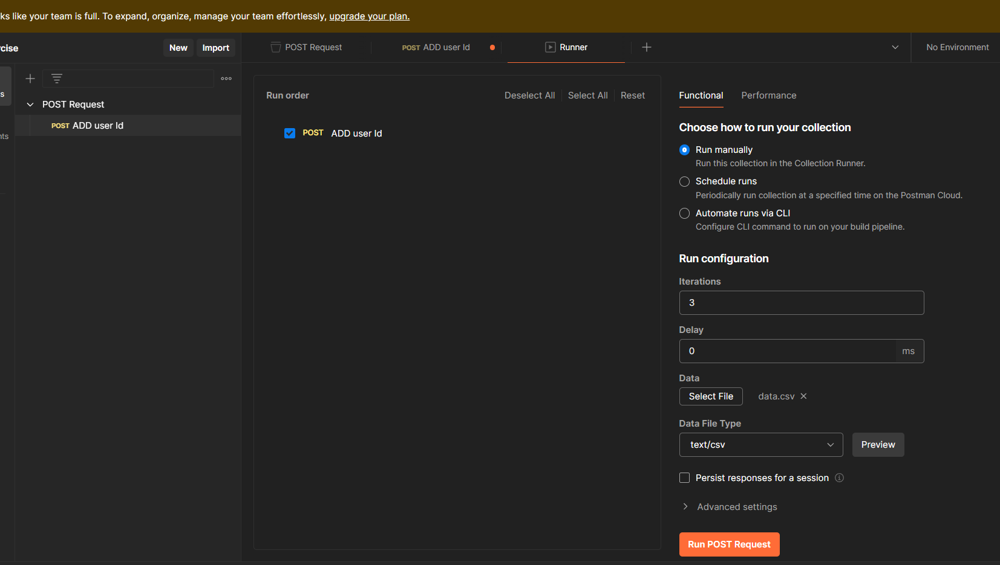 ks like your team is full. To expand, organize, manage your team effortlessly, upgrade your plan.
cise
New
Import
POST Request
POST ADD user Id
Runner
No Environment
s
nts
POST Request
POST ADD user Id
Run order
Deselect All
Select All
Reset
POST ADD user Id
Functional
Performance
Choose how to run your collection
Run manually
Run this collection in the Collection Runner.
Schedule runs
Periodically run collection at a specified time on the Postman Cloud.
Automate runs via CLI
Configure CLI command to run on your build pipeline.
Run configuration
Iterations
3
Delay
0 ms
Data
Select File data.csv
Data File Type
text/csv
Preview
Persist responses for a session
Advanced settings
Run POST Request